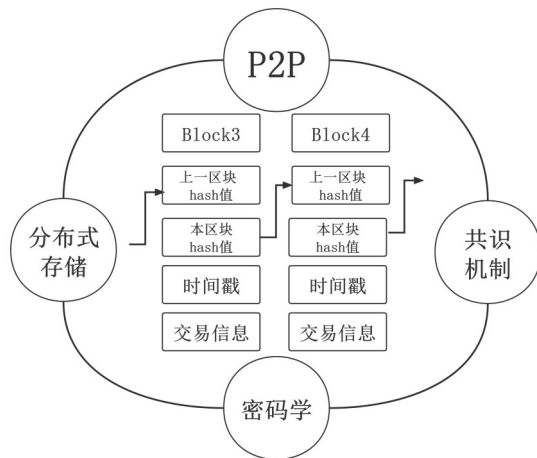 P2P
Block3
Block4
上一区块
hash值
上一区块
hash值
分布式
存储
本区块
hash值
本区块
hash值
共识
机制
时间戳
时间戳
交易信息
交易信息
密码学